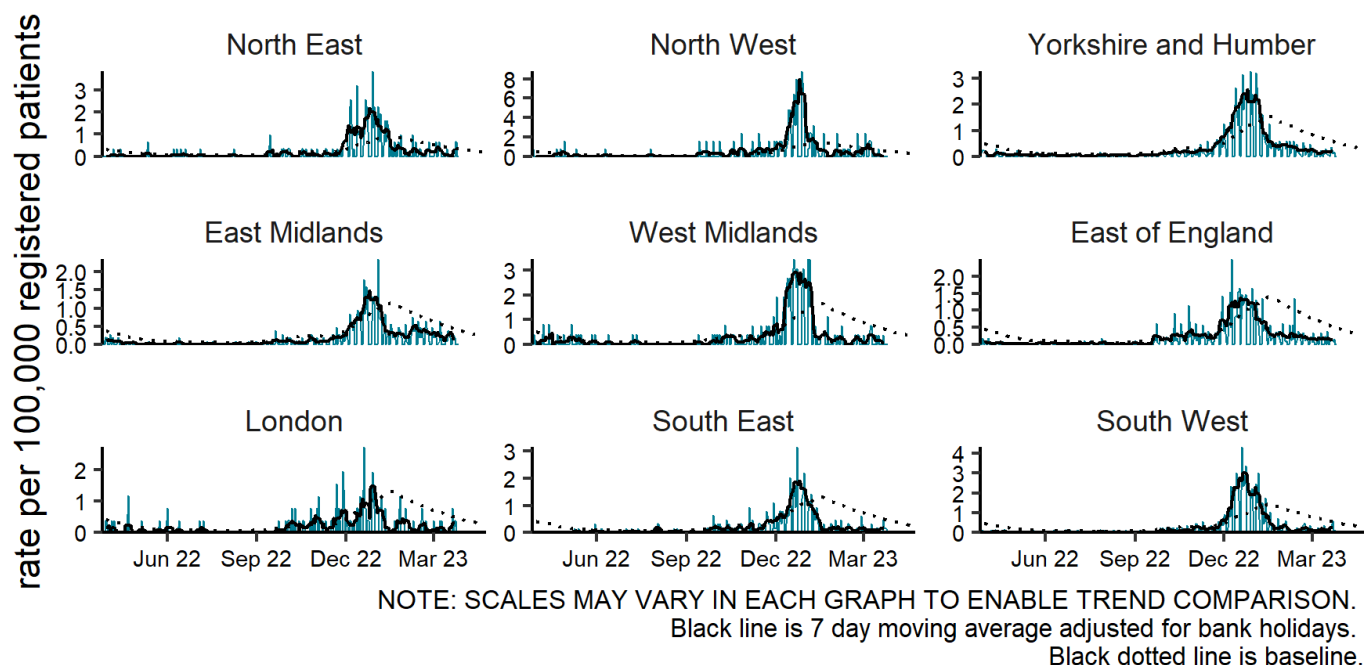 rate per 100,000 registered patients
North East
North West
Yorkshire and Humber
3
2
1
0
8
6
4
2
0
3
2
1
0
East Midlands
West Midlands
East of England
2.0
1.5
1.0
0.5
0.0
3
2
1
0
2.0
1.5
1.0
0.5
0.0
London
South East
South West
2
1
0
3
2
1
0
4
3
2
1
0
Jun 22 Sep 22 Dec 22 Mar 23
Jun 22 Sep 22 Dec 22 Mar 23
Jun 22 Sep 22 Dec 22 Mar 23
NOTE: SCALES MAY VARY IN EACH GRAPH TO ENABLE TREND COMPARISON.
Black line is 7 day moving average adjusted for bank holidays.
Black dotted line is baseline.